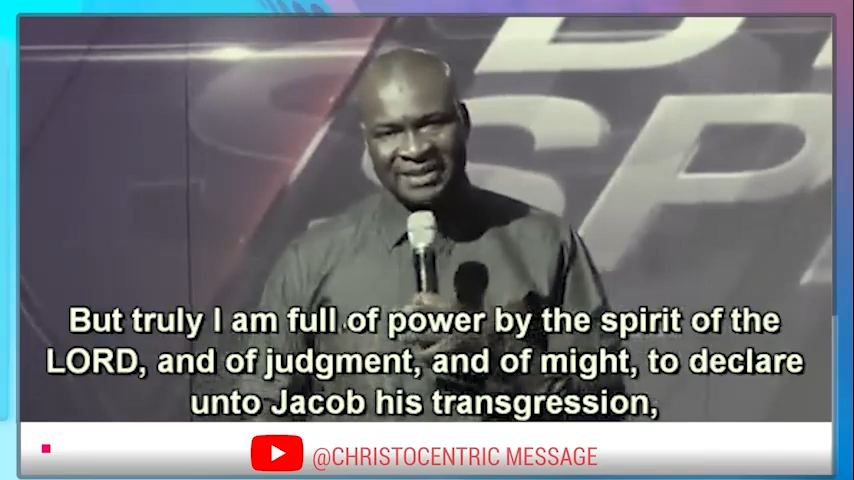 But truly I am full of power by the spirit of the
LORD, and of judgment, and of might, to declare
unto Jacob his transgression,
@CHRISTOCENTRIC MESSAGE